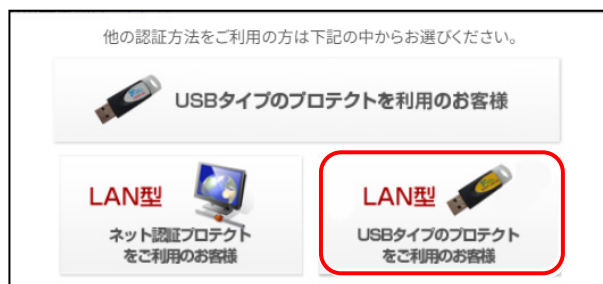 他の認証方法をご利用の方は下記の中からお選びください。
USBタイプのプロテクトを利用のお客様
LAN型
ネット認証プロテクト
をご利用のお客様
LAN型
USBタイプのプロテクト
をご利用のお客様